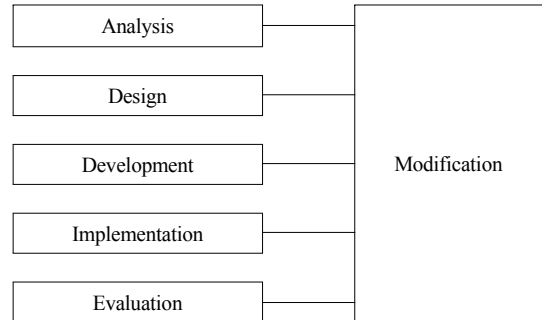 Analysis
Design
Development
Modification
Implementation
Evaluation